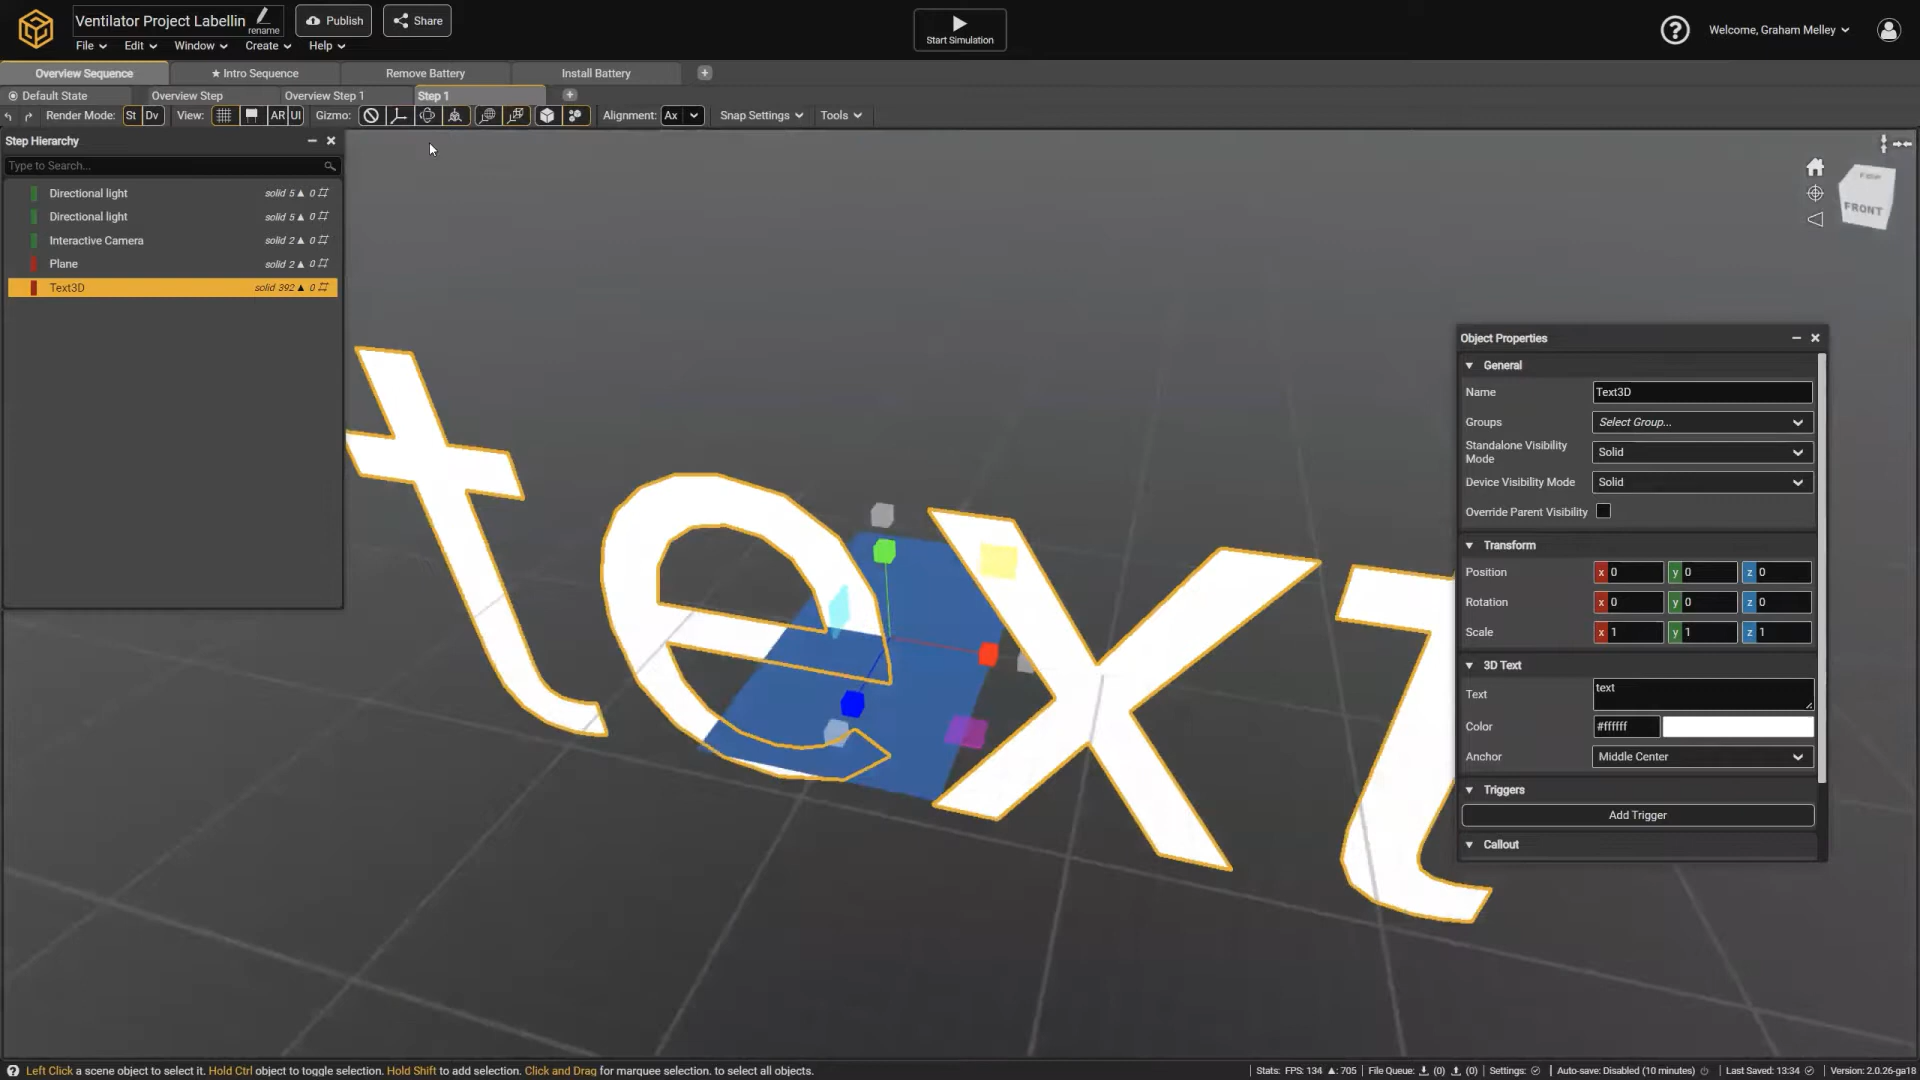 Ventilator Project Labellin
rename
Publish
Share
File Edit Window Create Help
Start Simulation
Welcome, Graham Melley
Overview Sequence
★ Intro Sequence
Remove Battery
Install Battery
Default State
Overview Step
Overview Step 1
Step 1
Render Mode: St Dv View: AR UI Gizmo: Alignment: Ax Snap Settings Tools
Step Hierarchy
Type to Search...
Directional light solid 5 ▲ 0
Directional light solid 5 ▲ 0
Interactive Camera solid 2 ▲ 0
Plane solid 2 ▲ 0
Text3D solid 392 ▲ 0
text
FRONT
Object Properties
General
Name Text3D
Groups Select Group...
Standalone Visibility Mode Solid
Device Visibility Mode Solid
Override Parent Visibility
Transform
Position x 0 y 0 z 0
Rotation x 0 y 0 z 0
Scale x 1 y 1 z 1
3D Text
Text text
Color #ffffff
Anchor Middle Center
Triggers
Add Trigger
Callout
Left Click a scene object to select it. Hold Ctrl object to toggle selection. Hold Shift to add selection. Click and Drag for marquee selection. to select all objects.
Stats: FPS: 134 ▲: 705 File Queue: (0) (0) Settings: Auto-save: Disabled (10 minutes) Last Saved: 13:34 Version: 2.0.26-ga18